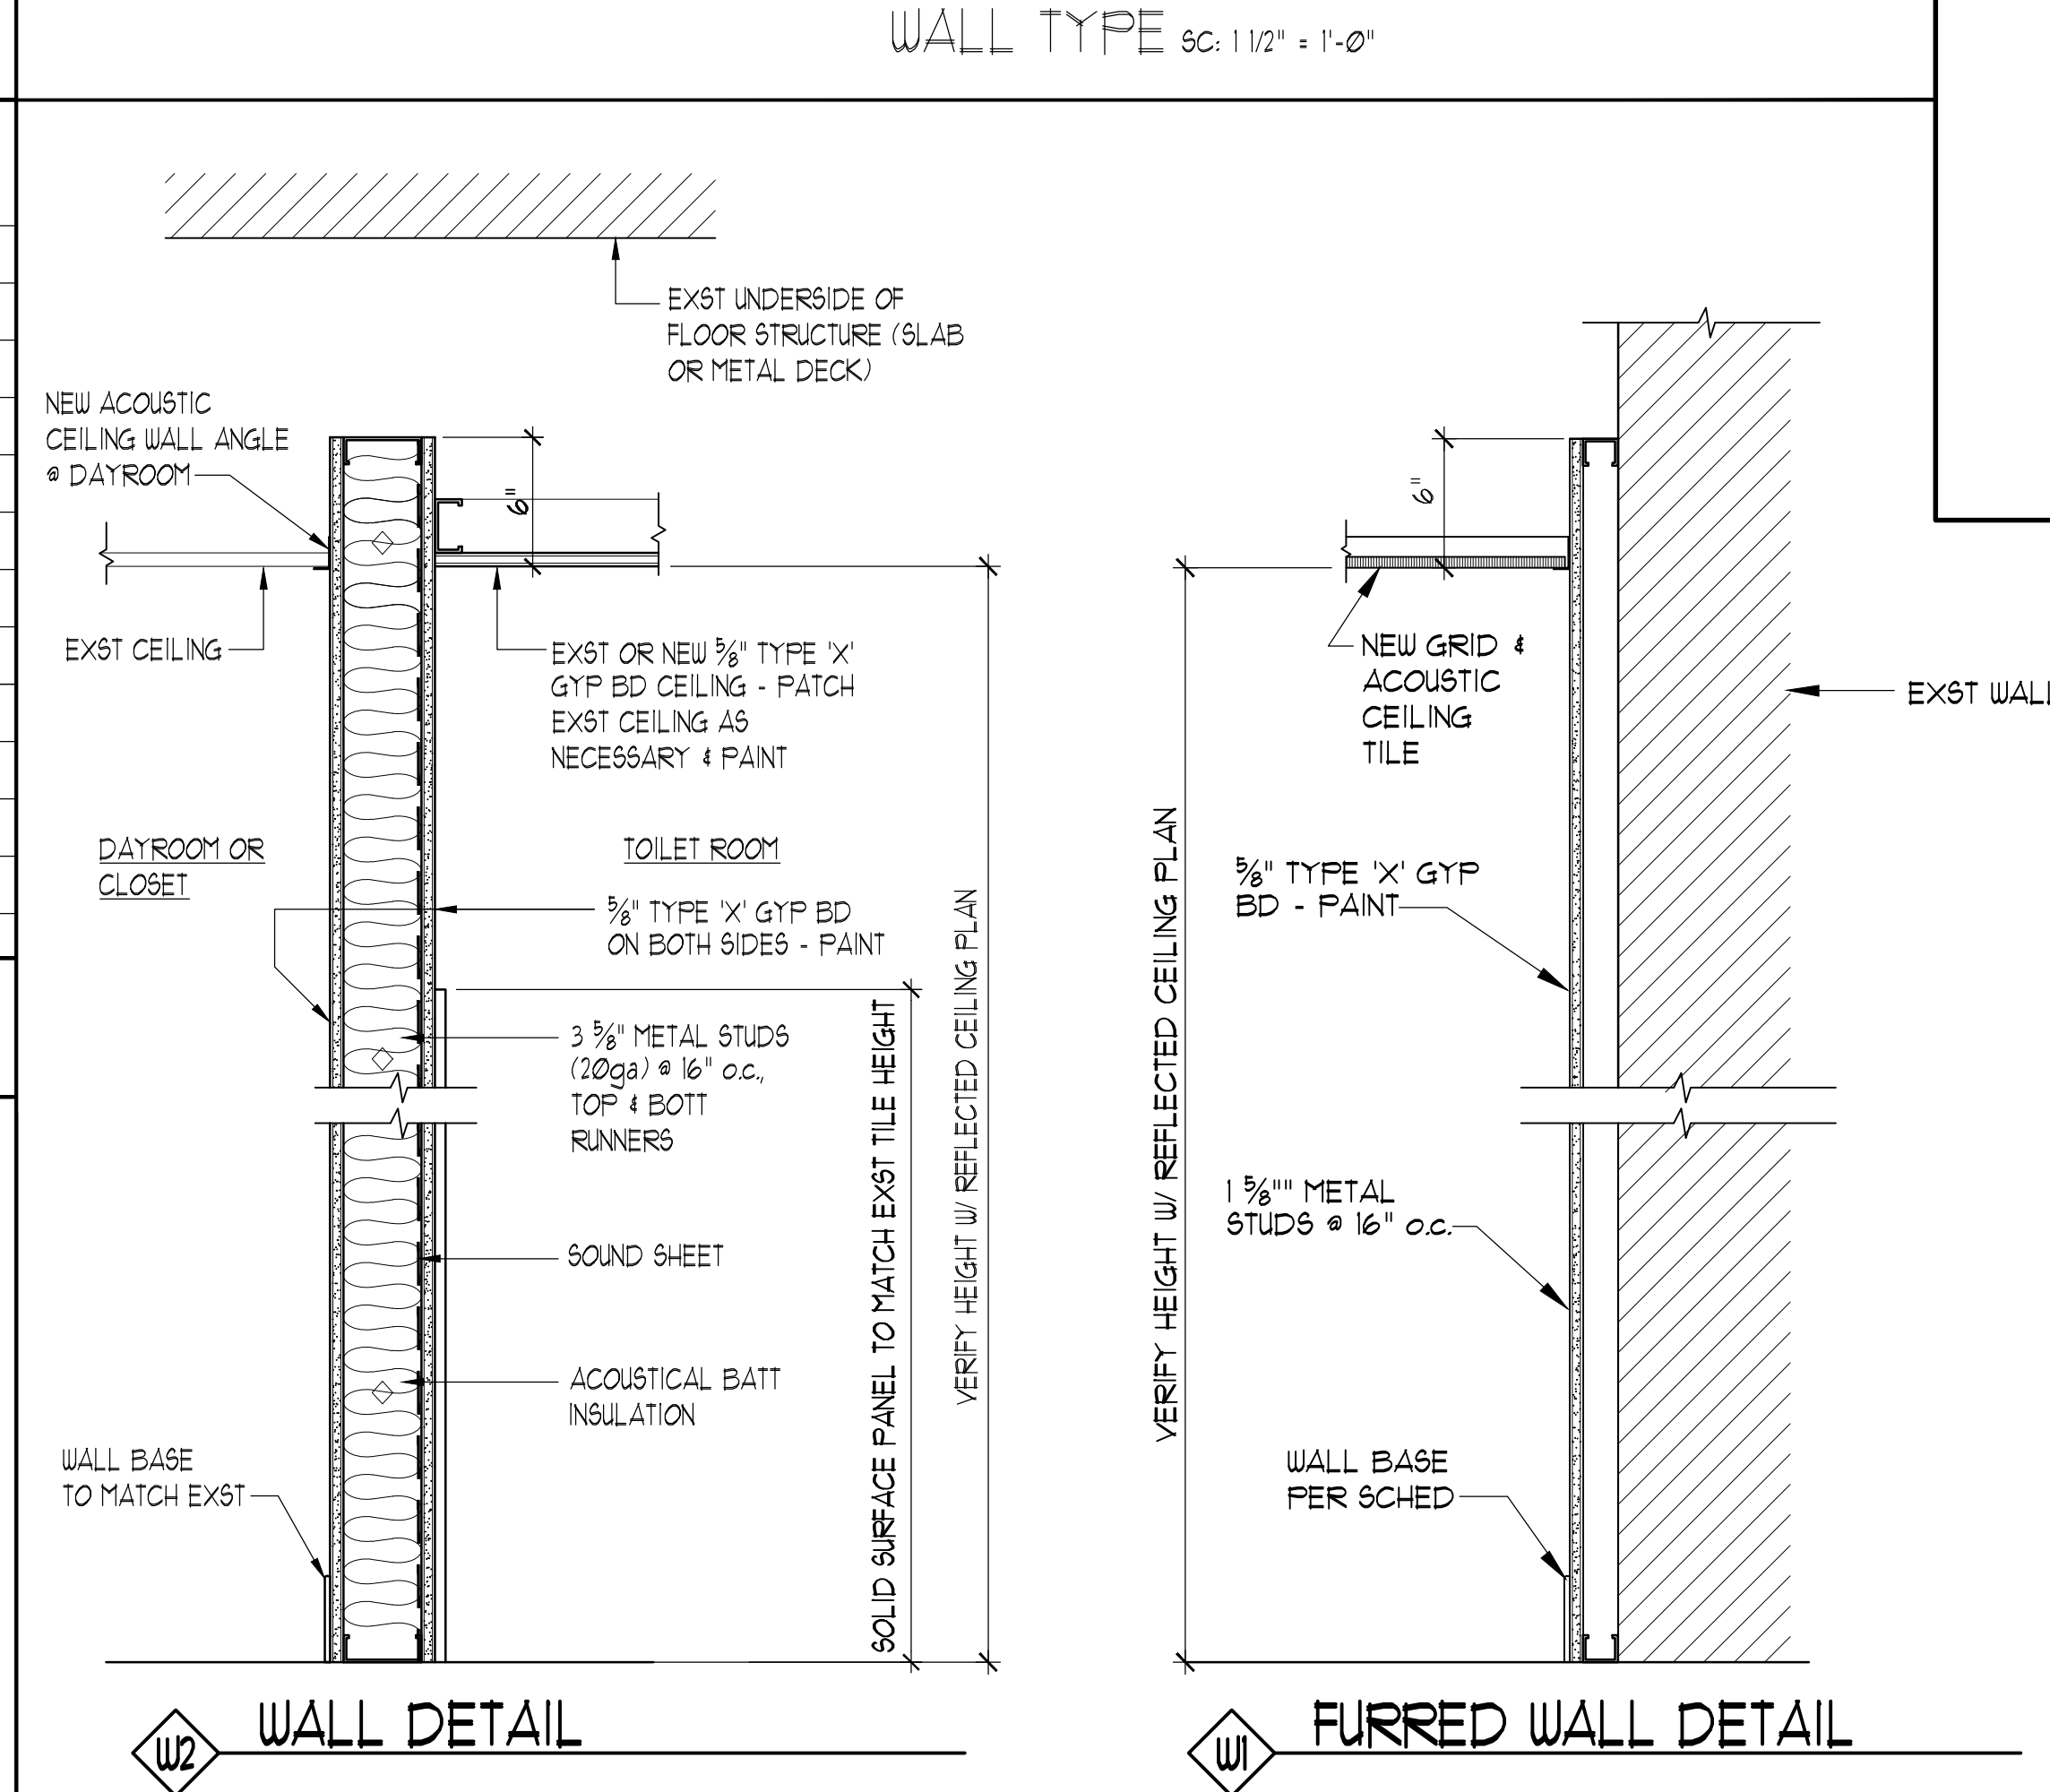 WALL TYPE SC: 1 1/2" = 1'-0"
EXST UNDERSIDE OF
FLOOR STRUCTURE (SLAB
OR METAL DECK)
NEW ACOUSTIC
CEILING WALL ANGLE
@ DAYROOM
6"
EXST CEILING
EXST OR NEW 5/8" TYPE 'X'
GYP BD CEILING - PATCH
EXST CEILING AS
NECESSARY & PAINT
DAYROOM OR
CLOSET
TOILET ROOM
5/8" TYPE 'X' GYP BD
ON BOTH SIDES - PAINT
3 5/8" METAL STUDS
(20ga) @ 16" o.c.,
TOP & BOTT
RUNNERS
SOUND SHEET
ACOUSTICAL BATT
INSULATION
WALL BASE
TO MATCH EXST
SOLID SURFACE PANEL TO MATCH EXST TILE HEIGHT
VERIFY HEIGHT W/ REFLECTED CEILING PLAN
W2 WALL DETAIL
6"
NEW GRID &
ACOUSTIC
CEILING
TILE
EXST WALL
VERIFY HEIGHT W/ REFLECTED CEILING PLAN
5/8" TYPE 'X' GYP
BD - PAINT
1 5/8"" METAL
STUDS @ 16" o.c.
WALL BASE
PER SCHED
W1 FURRED WALL DETAIL